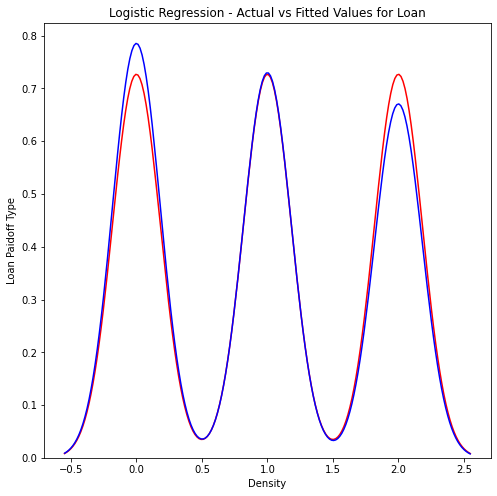 Logistic Regression - Actual vs Fitted Values for Loan
0.8
0.7
0.6
0.5
0.4
0.3
0.2
0.1
0.0
Loan Paidoff Type
−0.5 0.0 0.5 1.0 1.5 2.0 2.5
Density